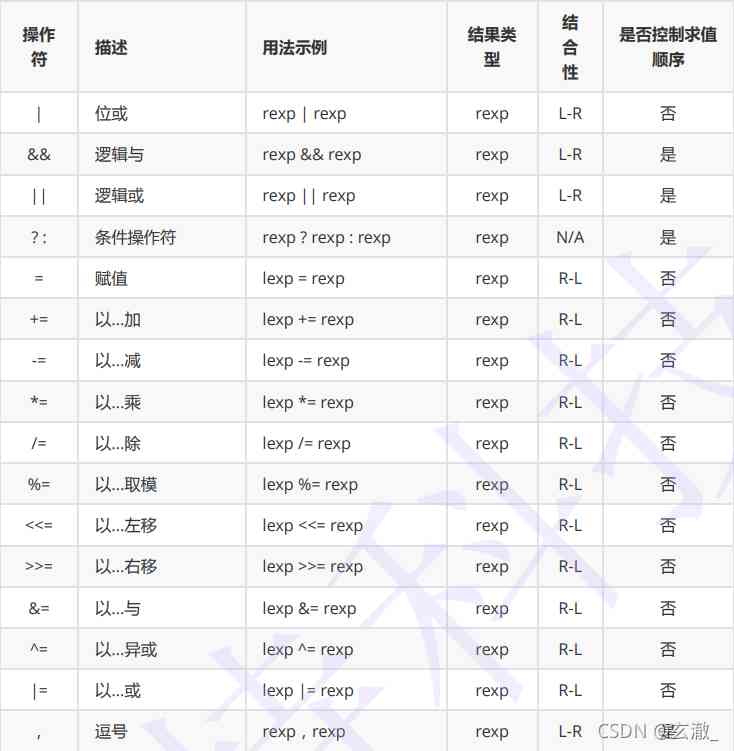 操作符 描述 用法示例 结果类型 结合性 是否控制求值顺序
| 位或 rexp | rexp rexp L-R 否
&& 逻辑与 rexp && rexp rexp L-R 是
|| 逻辑或 rexp || rexp rexp L-R 是
? : 条件操作符 rexp ? rexp : rexp rexp N/A 是
= 赋值 lexp = rexp rexp R-L 否
+= 以...加 lexp += rexp rexp R-L 否
-= 以...减 lexp -= rexp rexp R-L 否
*= 以...乘 lexp *= rexp rexp R-L 否
/= 以...除 lexp /= rexp rexp R-L 否
%= 以...取模 lexp %= rexp rexp R-L 否
<<= 以...左移 lexp <<= rexp rexp R-L 否
>>= 以...右移 lexp >>= rexp rexp R-L 否
&= 以...与 lexp &= rexp rexp R-L 否
^= 以...异或 lexp ^= rexp rexp R-L 否
|= 以...或 lexp |= rexp rexp R-L 否
, 逗号 rexp , rexp rexp L-R 是
CSDN @玄澈_
科技